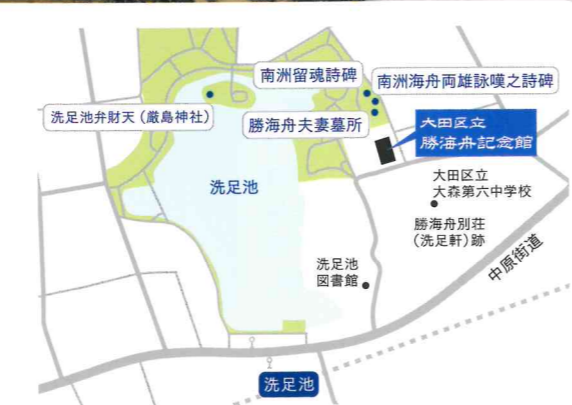 南洲留魂詩碑
南洲海舟両雄詠嘆之詩碑
洗足池弁財天（厳島神社）
勝海舟夫妻墓所
大田区立
勝海舟記念館
洗足池
大田区立
大森第六中学校
勝海舟別荘
（洗足軒）跡
中原街道
洗足池
図書館
洗足池